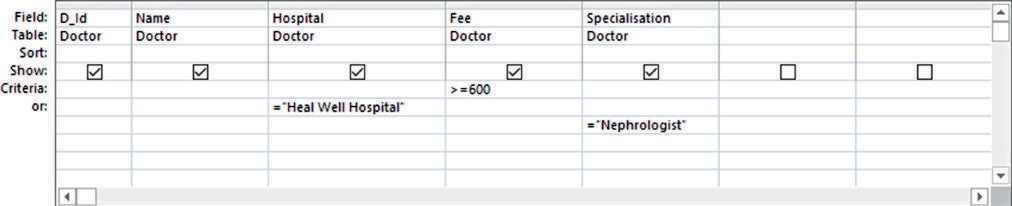 Field: D_Id Name Hospital Fee Specialisation
Table: Doctor Doctor Doctor Doctor Doctor
Sort:
Show:
Criteria: >=600
or: ="Heal Well Hospital"
="Nephrologist"